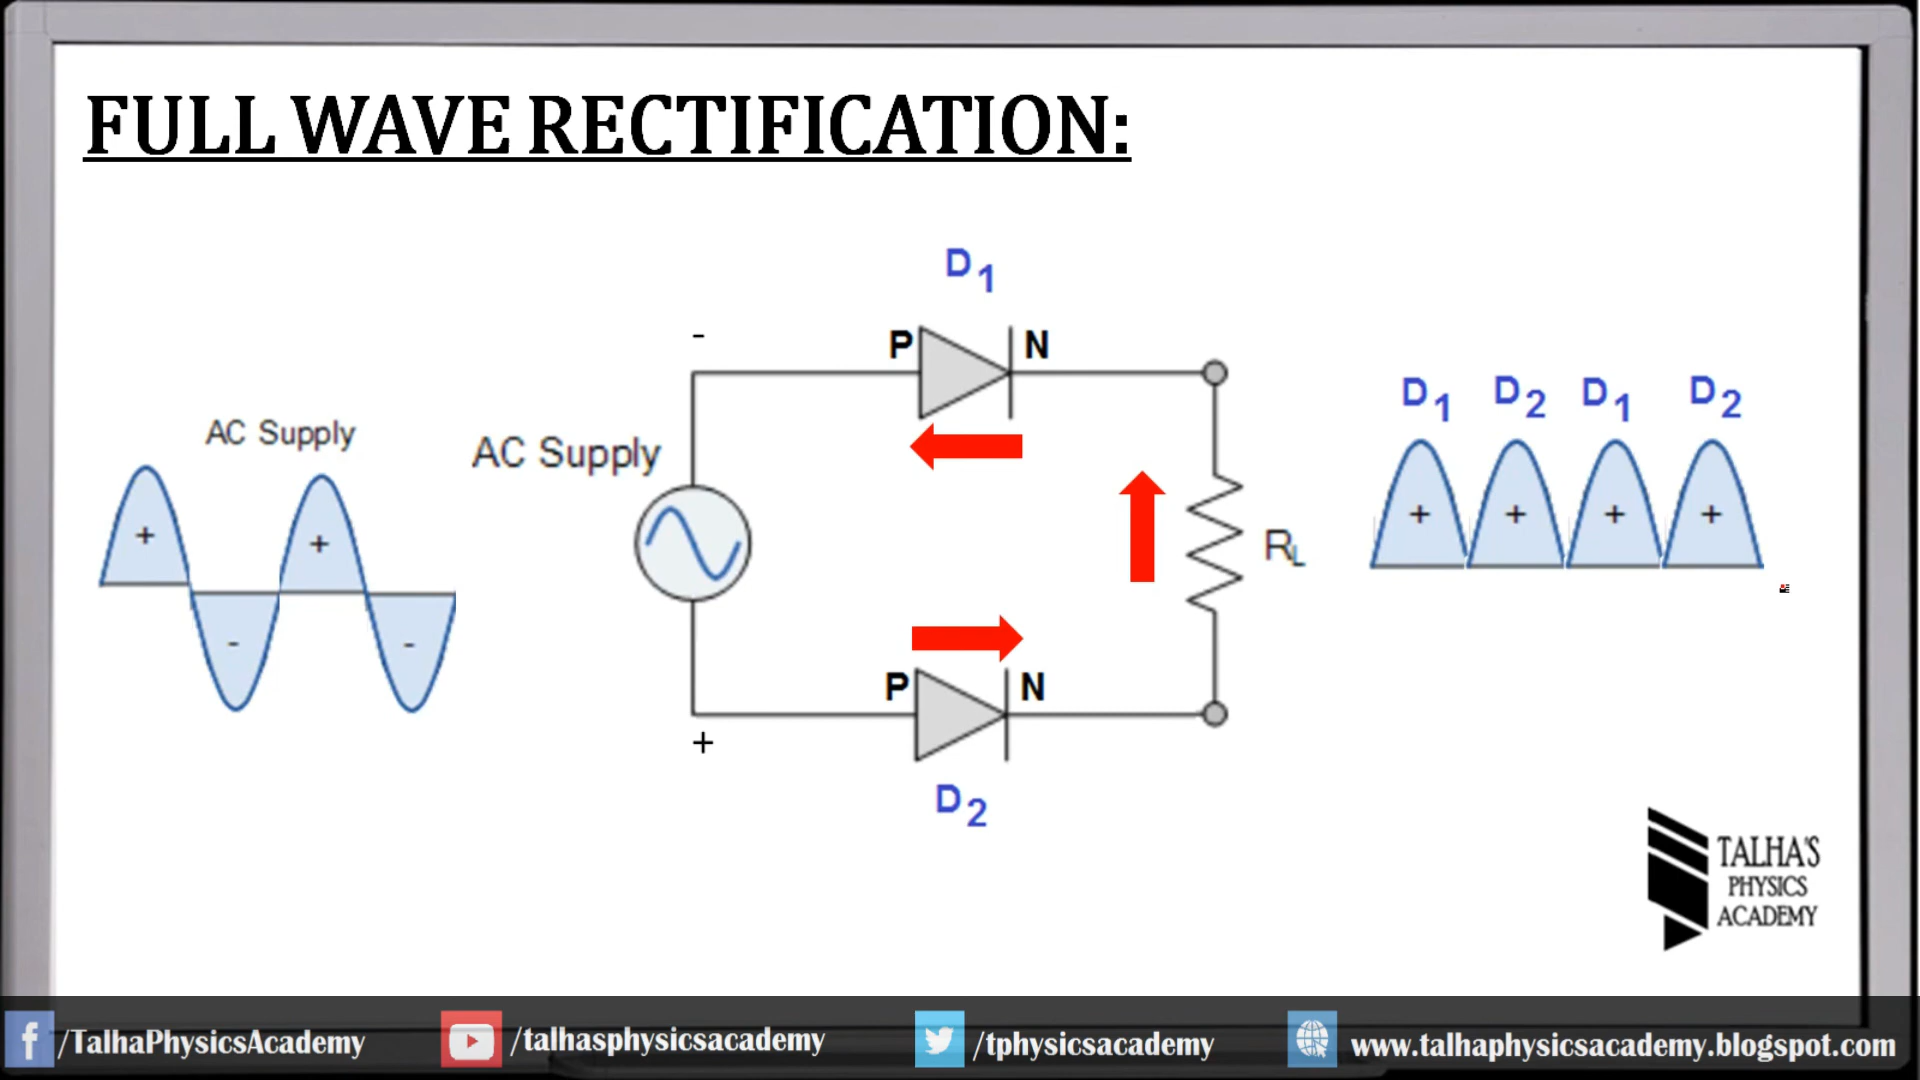 FULL WAVE RECTIFICATION:
D1
-
P N
AC Supply
AC Supply
+ - + -
RL
D1 D2 D1 D2
+ + + +
P N
+
D2
TALHA'S
PHYSICS
ACADEMY
/TalhaPhysicsAcademy
/talhasphysicsacademy
/tphysicsacademy
www.talhaphysicsacademy.blogspot.com